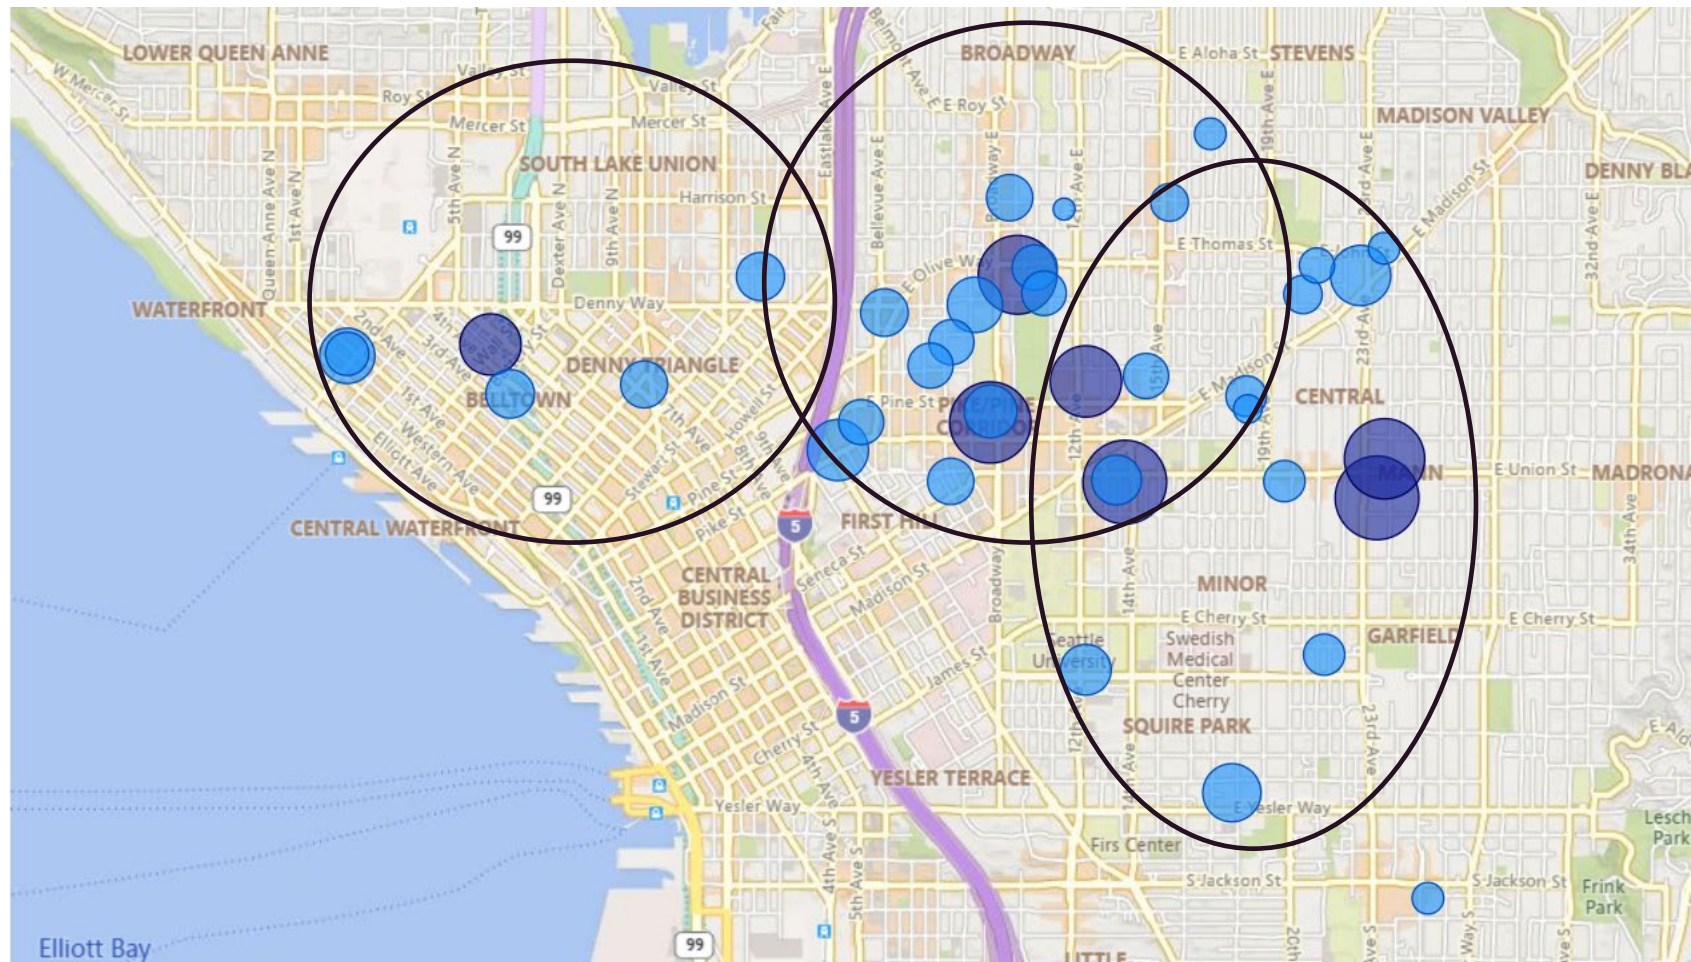 LOWER QUEEN ANNE
BROADWAY
E Aloha St
STEVENS
Valley St
Valley St
W Mercer St
Roy St
E Roy St
Belmont Ave E
Mercer St
Mercer St
MADISON VALLEY
19th Ave E
Eastlake Ave E
SOUTH LAKE UNION
DENNY BLA
Queen Anne Ave N
1st Ave N
5th Ave N
Harrison St
Bellevue Ave E
E Madison St
32nd Ave E
99
Dexter Ave N
9th Ave N
E Thomas St
E Olive Way
WATERFRONT
Denny Way
2nd Ave
3rd Ave
DENNY TRIANGLE
BELLTOWN
1st Ave
7th Ave
Howell St
E Pine St
PIKE/PINE
CORRIDOR
E Madison St
CENTRAL
23rd Ave
12th Ave
19th Ave
Western Ave
Elliott Ave
9th Ave
8th Ave
Stewart St
Pine St
MANN
E Union St
MADRONA
99
Pike St
5
FIRST HILL
CENTRAL WATERFRONT
34th Ave
Seneca St
CENTRAL
BUSINESS
DISTRICT
Madison St
Broadway
14th Ave
MINOR
2nd Ave
1st Ave
E Cherry St
E Cherry St
Seattle
University
Swedish
Medical
Center
Cherry
GARFIELD
James St
Madison St
5
SQUIRE PARK
23rd Ave
Cherry St
4th Ave
YESLER TERRACE
Yesler Way
E Yesler Way
Firs Center
Lesch
Park
4th Ave S
5th Ave S
S Jackson St
S Jackson St
Frink
Park
Elliott Bay
99
20th
LITTLE